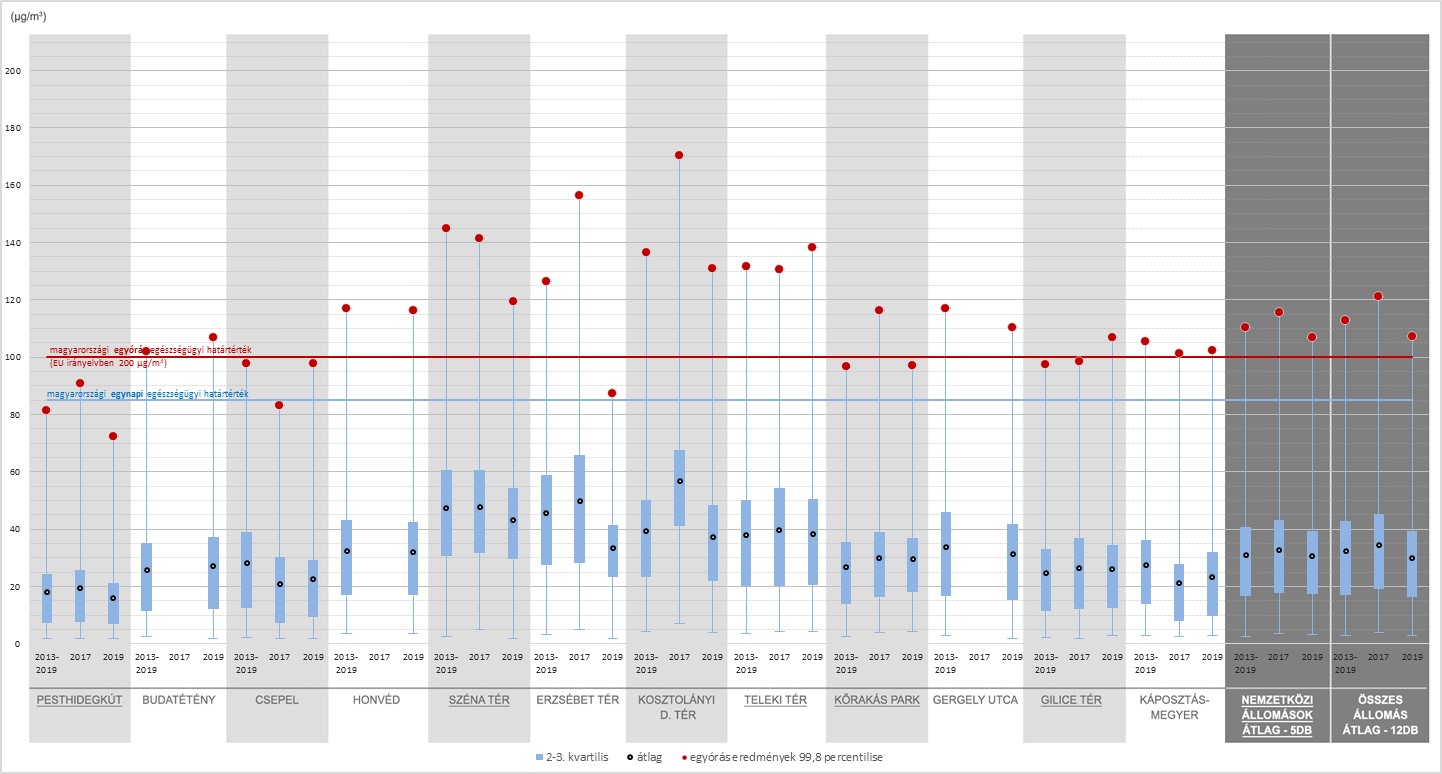 (µg/m³)
200
180
160
140
120
100
80
60
40
20
0
magyarországi egyórás egészségügyi határérték
(EU irányelvben 200 µg/m³)
magyarországi egynapi egészségügyi határérték
2013-2019 2017 2019 2013-2019 2017 2019 2013-2019 2017 2019 2013-2019 2017 2019 2013-2019 2017 2019 2013-2019 2017 2019 2013-2019 2017 2019 2013-2019 2017 2019 2013-2019 2017 2019 2013-2019 2017 2019 2013-2019 2017 2019 2013-2019 2017 2019 2013-2019 2017 2019 2013-2019 2017 2019
PESTHIDEGKÚT
BUDATÉTÉNY
CSEPEL
HONVÉD
SZÉNA TÉR
ERZSÉBET TÉR
KOSZTOLÁNYI
D. TÉR
TELEKI TÉR
KŐRAKÁS PARK
GERGELY UTCA
GILICE TÉR
KÁPOSZTÁS-
MEGYER
NEMZETKÖZI
ÁLLOMÁSOK
ÁTLAG - 5DB
ÖSSZES
ÁLLOMÁS
ÁTLAG - 12DB
2-3. kvartilis átlag egyórás eredmények 99,8 percentilise